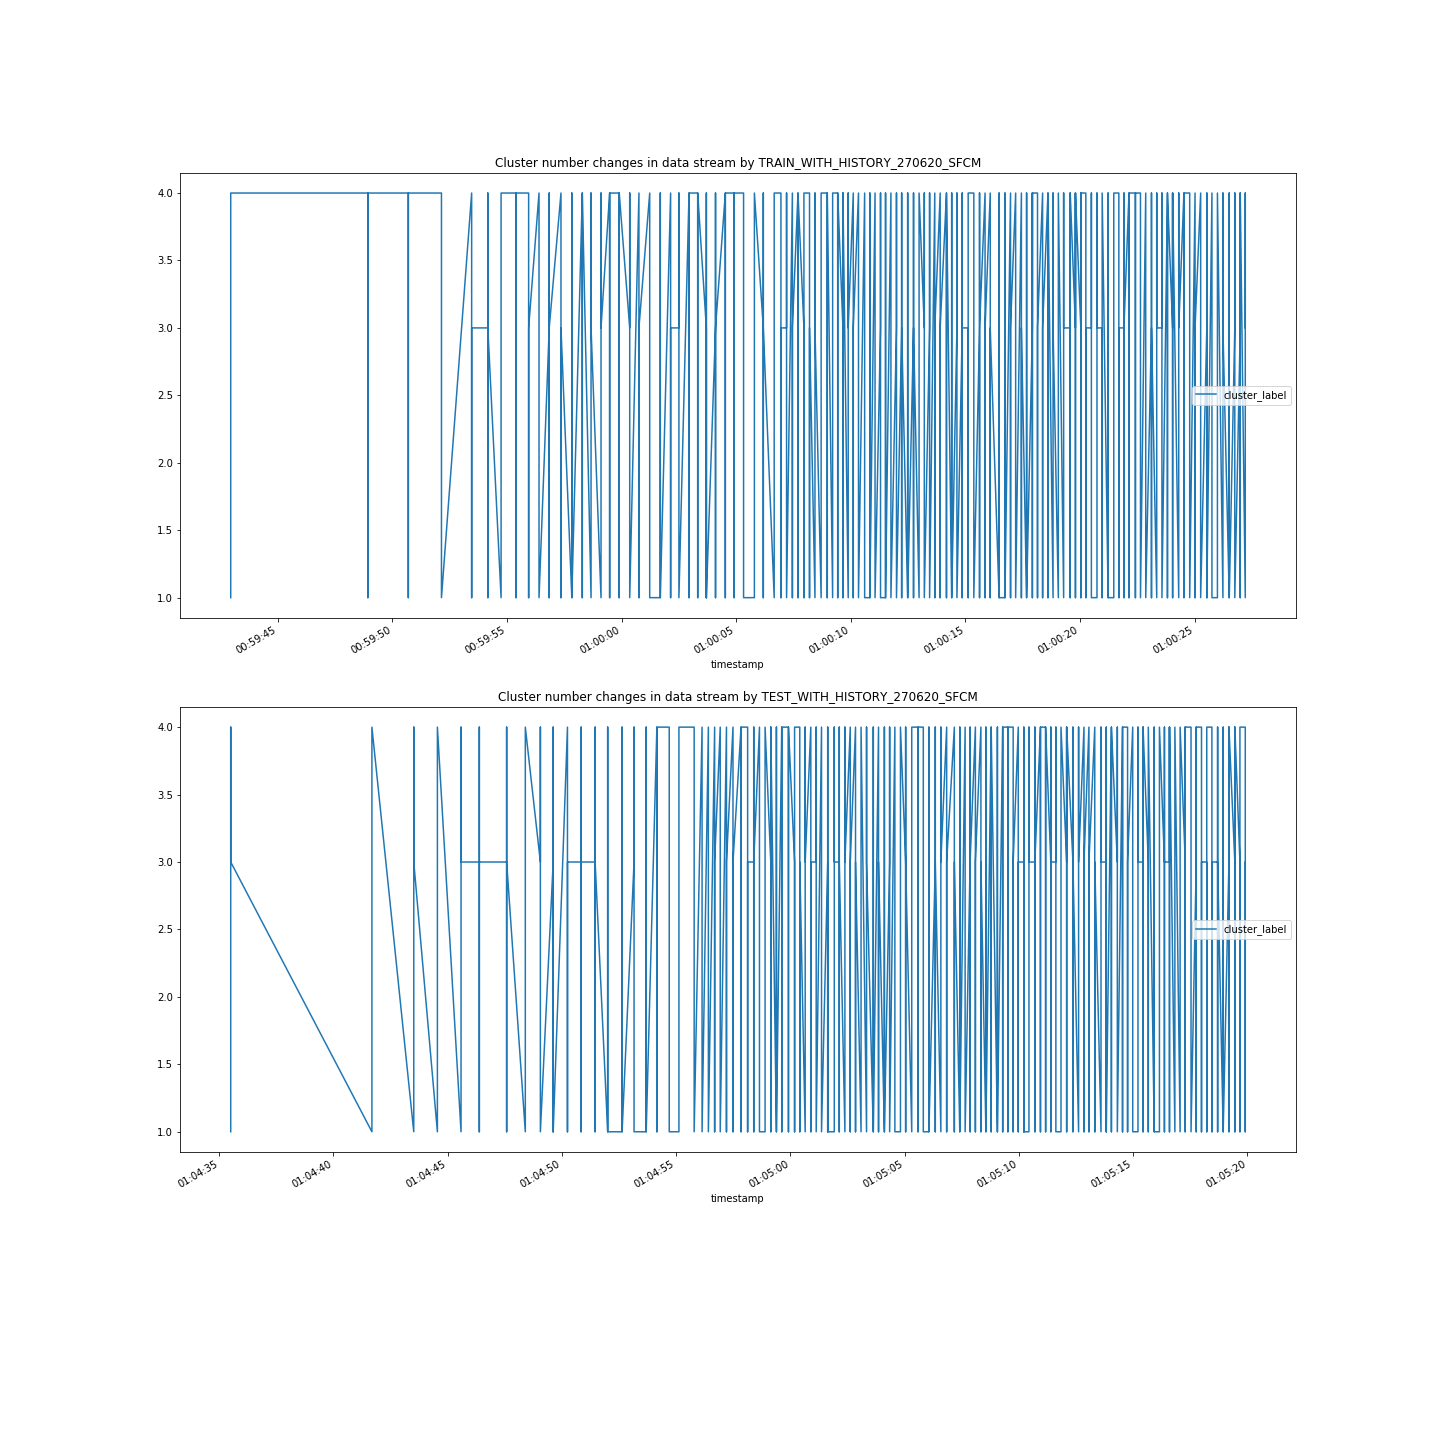 Cluster number changes in data stream by TRAIN_WITH_HISTORY_270620_SFCM
4.0
3.5
3.0
2.5
2.0
1.5
1.0
cluster_label
00:59:45 00:59:50 00:59:55 01:00:00 01:00:05 01:00:10 01:00:15 01:00:20 01:00:25
timestamp
Cluster number changes in data stream by TEST_WITH_HISTORY_270620_SFCM
4.0
3.5
3.0
2.5
2.0
1.5
1.0
cluster_label
01:04:35 01:04:40 01:04:45 01:04:50 01:04:55 01:05:00 01:05:05 01:05:10 01:05:15 01:05:20
timestamp